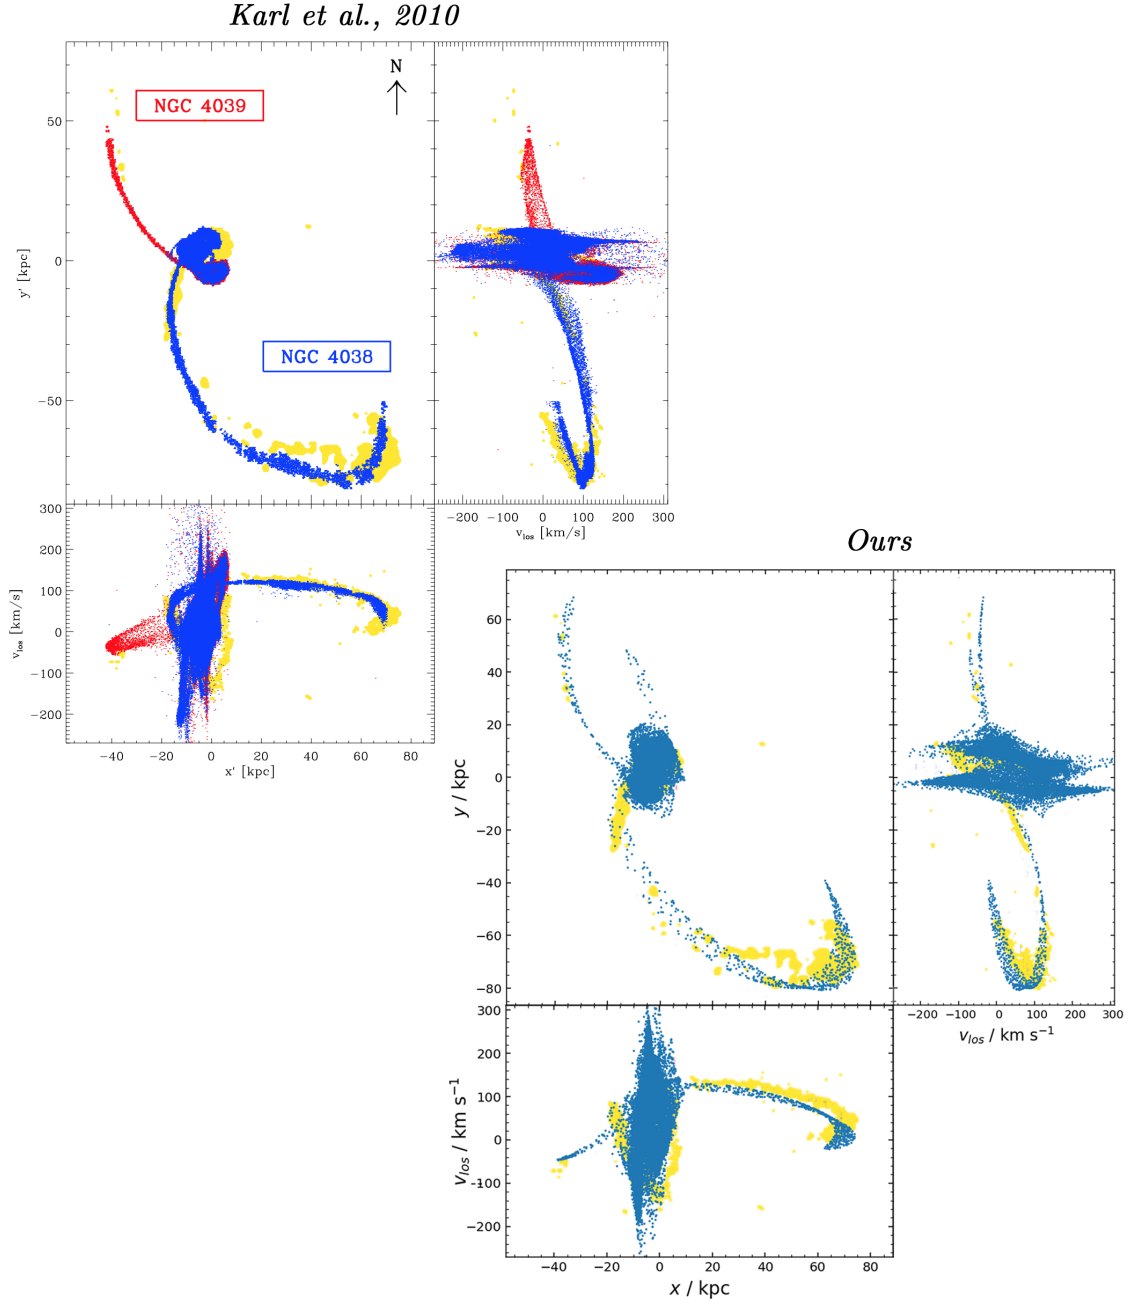 Karl et al., 2010
N
NGC 4039
50
0
−50
y' [kpc]
NGC 4038
−200 −100 0 100 200 300
v_los [km/s]
300
200
100
0
−100
−200
v_los [km/s]
−40 −20 0 20 40 60 80
x' [kpc]
Ours
60
40
20
0
−20
−40
−60
−80
y / kpc
−200 −100 0 100 200 300
v_los / km s⁻¹
300
200
100
0
−100
−200
v_los / km s⁻¹
−40 −20 0 20 40 60 80
x / kpc